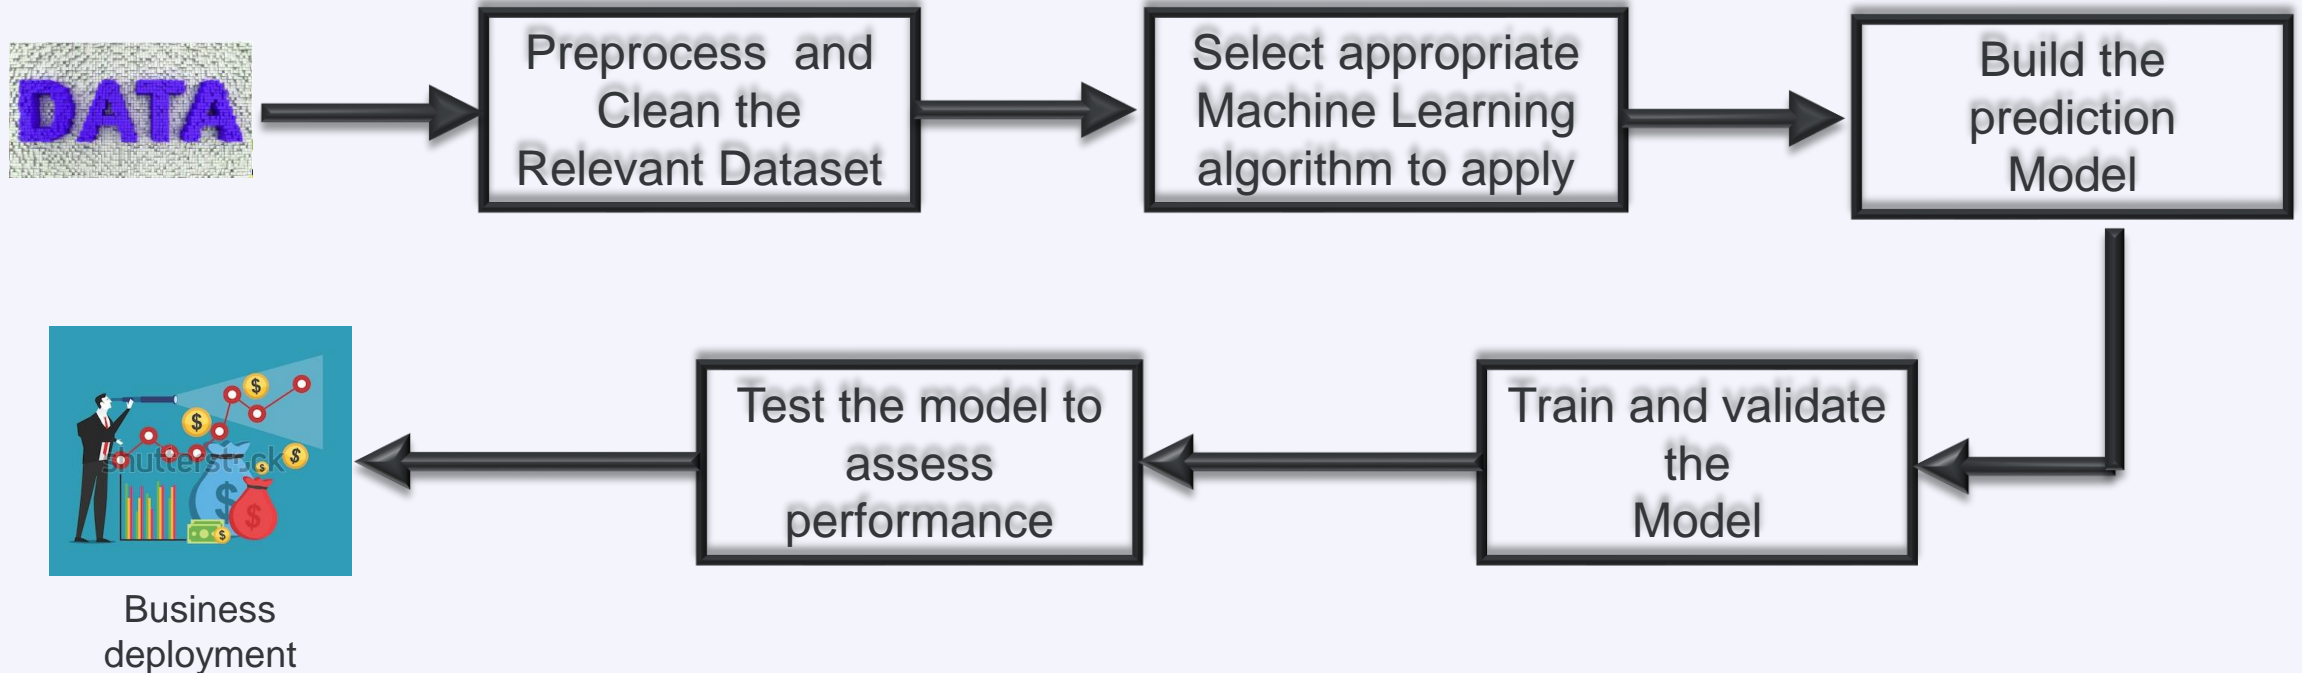 DATA
Preprocess  and
Clean the
Relevant Dataset
Select appropriate
Machine Learning
algorithm to apply
Build the
prediction
Model
Train and validate
the
Model
Test the model to
assess
performance
shutterstock
$
$
$
$
$
$
$
Business
deployment